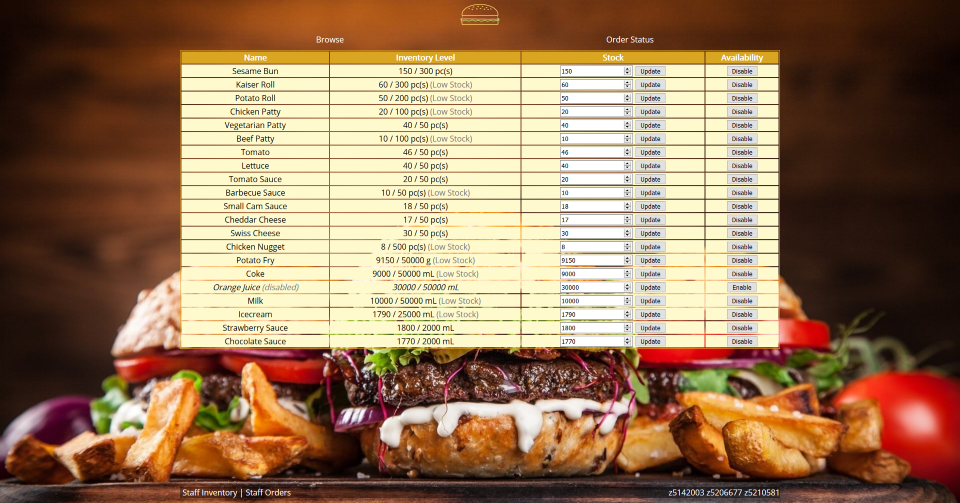 Browse Order Status
Name Inventory Level Stock Availability
Sesame Bun 150 / 300 pc(s) 150 Update Disable
Kaiser Roll 60 / 300 pc(s) (Low Stock) 60 Update Disable
Potato Roll 50 / 200 pc(s) (Low Stock) 50 Update Disable
Chicken Patty 20 / 100 pc(s) (Low Stock) 20 Update Disable
Vegetarian Patty 40 / 50 pc(s) 40 Update Disable
Beef Patty 10 / 100 pc(s) (Low Stock) 10 Update Disable
Tomato 46 / 50 pc(s) 46 Update Disable
Lettuce 40 / 50 pc(s) 40 Update Disable
Tomato Sauce 20 / 50 pc(s) 20 Update Disable
Barbecue Sauce 10 / 50 pc(s) (Low Stock) 10 Update Disable
Small Cam Sauce 18 / 50 pc(s) 18 Update Disable
Cheddar Cheese 17 / 50 pc(s) 17 Update Disable
Swiss Cheese 30 / 50 pc(s) 30 Update Disable
Chicken Nugget 8 / 500 pc(s) (Low Stock) 8 Update Disable
Potato Fry 9150 / 50000 g (Low Stock) 9150 Update Disable
Coke 9000 / 50000 mL (Low Stock) 9000 Update Disable
Orange Juice (disabled) 30000 / 50000 mL 30000 Update Enable
Milk 10000 / 50000 mL (Low Stock) 10000 Update Disable
Icecream 1790 / 25000 mL (Low Stock) 1790 Update Disable
Strawberry Sauce 1800 / 2000 mL 1800 Update Disable
Chocolate Sauce 1770 / 2000 mL 1770 Update Disable
Staff Inventory | Staff Orders z5142003 z5206677 z5210581